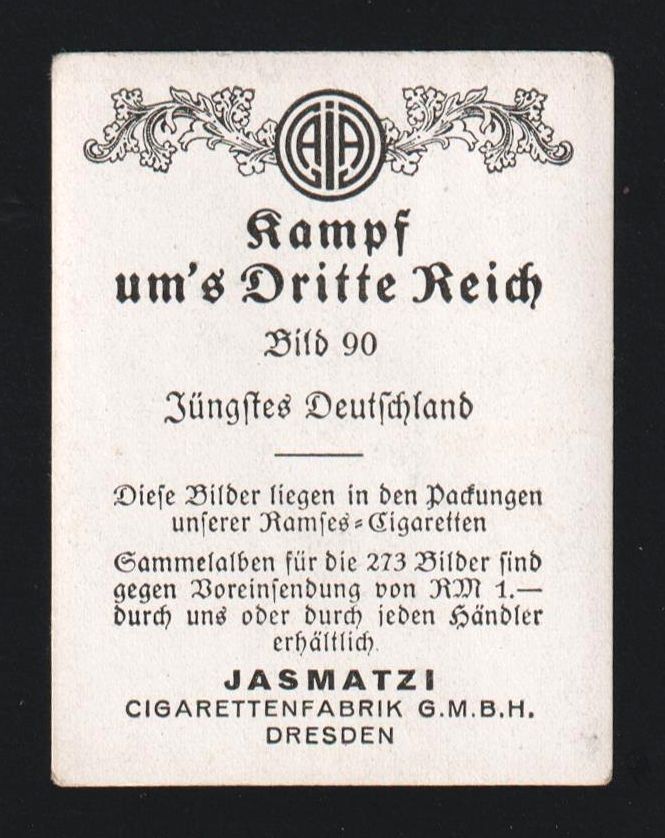 AIA
Kampf
um's Dritte Reich
Bild 90
Jüngstes Deutschland
Diese Bilder liegen in den Packungen
unserer Ramses=Cigaretten
Sammelalben für die 273 Bilder sind
gegen Voreinsendung von RM 1.—
durch uns oder durch jeden Händler
erhältlich.
JASMATZI
CIGARETTENFABRIK G.M.B.H.
DRESDEN